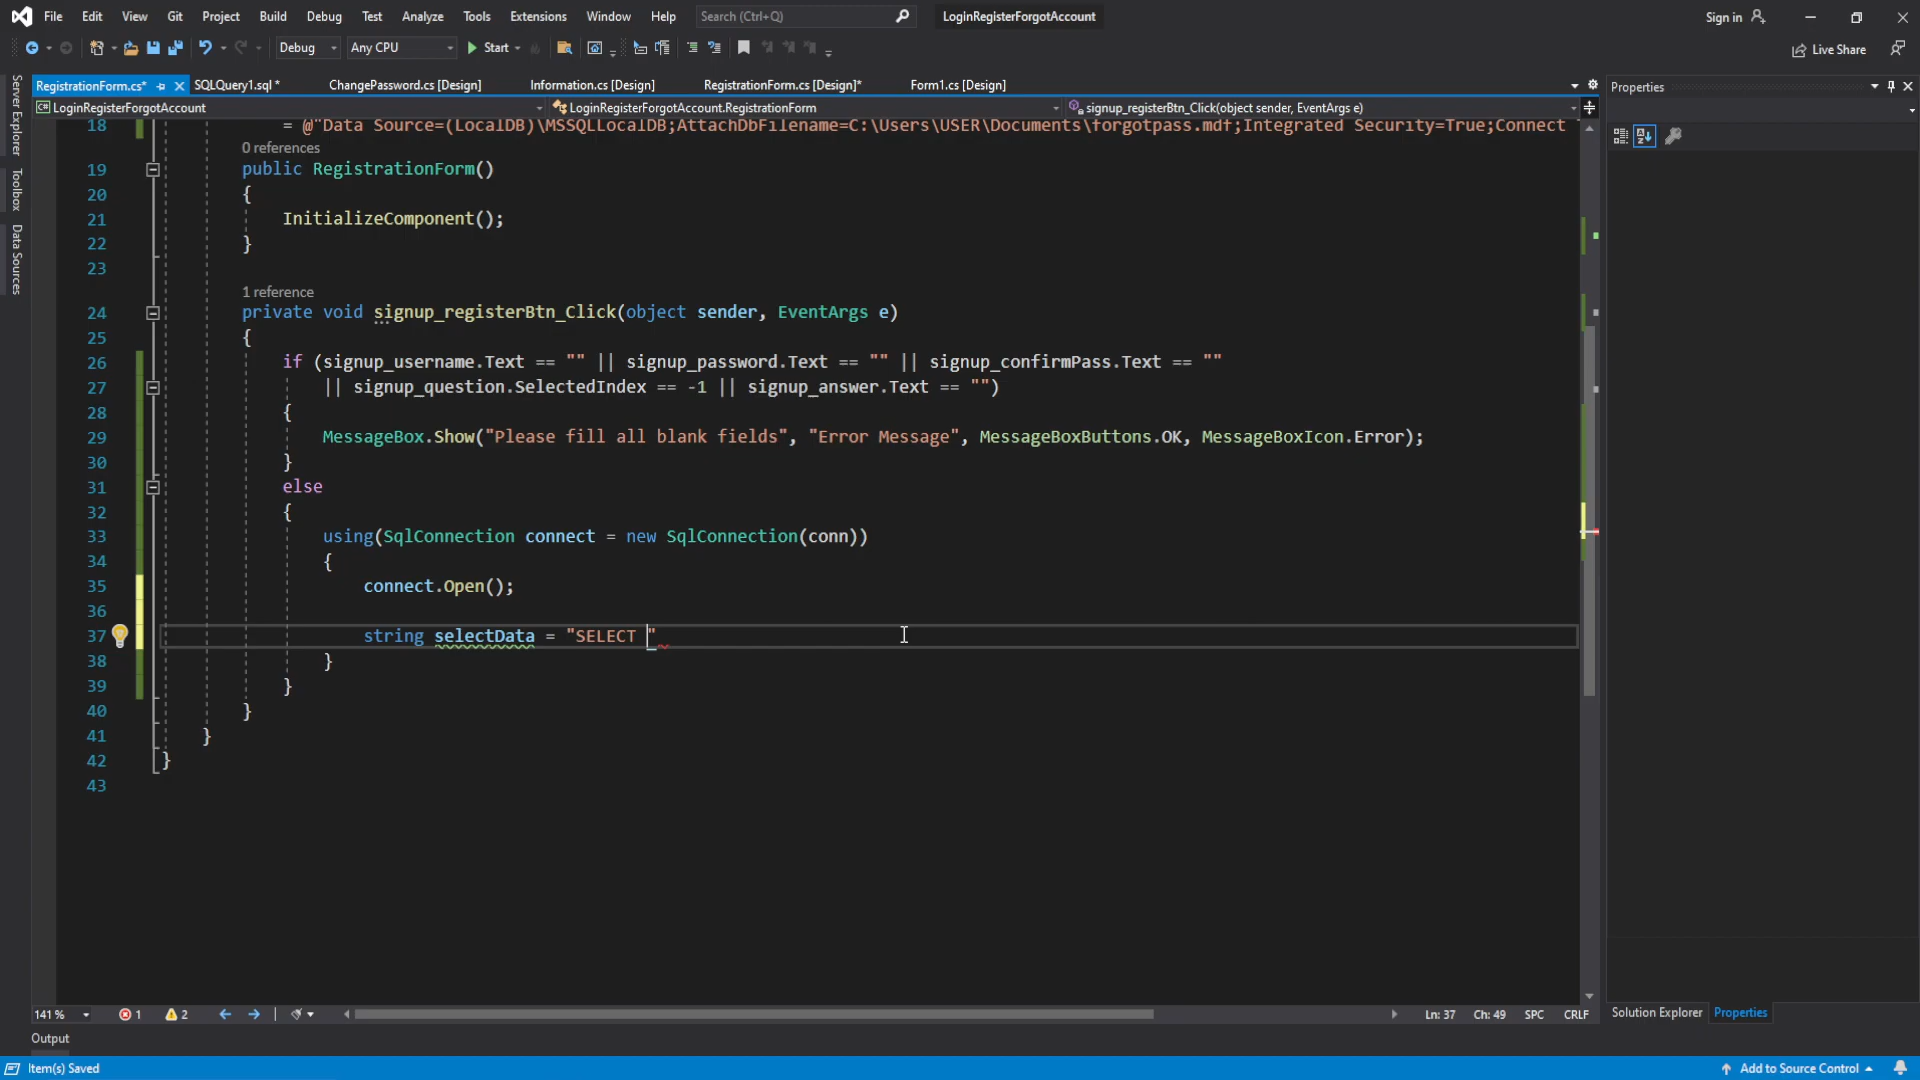 File Edit View Git Project Build Debug Test Analyze Tools Extensions Window Help Search (Ctrl+Q) LoginRegisterForgotAccount Sign in
Debug Any CPU Start Live Share
RegistrationForm.cs* SQLQuery1.sql * ChangePassword.cs [Design] Information.cs [Design] RegistrationForm.cs [Design]* Form1.cs [Design] Properties
LoginRegisterForgotAccount LoginRegisterForgotAccount.RegistrationForm signup_registerBtn_Click(object sender, EventArgs e)
Server Explorer
Toolbox
Data Sources
18 = @"Data Source=(LocalDB)\MSSQLLocalDB;AttachDbFilename=C:\Users\USER\Documents\forgotpass.mdf;Integrated Security=True;Connect
0 references
19 public RegistrationForm()
20 {
21 InitializeComponent();
22 }
23
1 reference
24 private void signup_registerBtn_Click(object sender, EventArgs e)
25 {
26 if (signup_username.Text == "" || signup_password.Text == "" || signup_confirmPass.Text == ""
27 || signup_question.SelectedIndex == -1 || signup_answer.Text == "")
28 {
29 MessageBox.Show("Please fill all blank fields", "Error Message", MessageBoxButtons.OK, MessageBoxIcon.Error);
30 }
31 else
32 {
33 using(SqlConnection connect = new SqlConnection(conn))
34 {
35 connect.Open();
36
37 string selectData = "SELECT "
38 }
39 }
40 }
41 }
42 }
43
141 % 1 2 Ln: 37 Ch: 49 SPC CRLF Solution Explorer Properties
Output
Item(s) Saved Add to Source Control